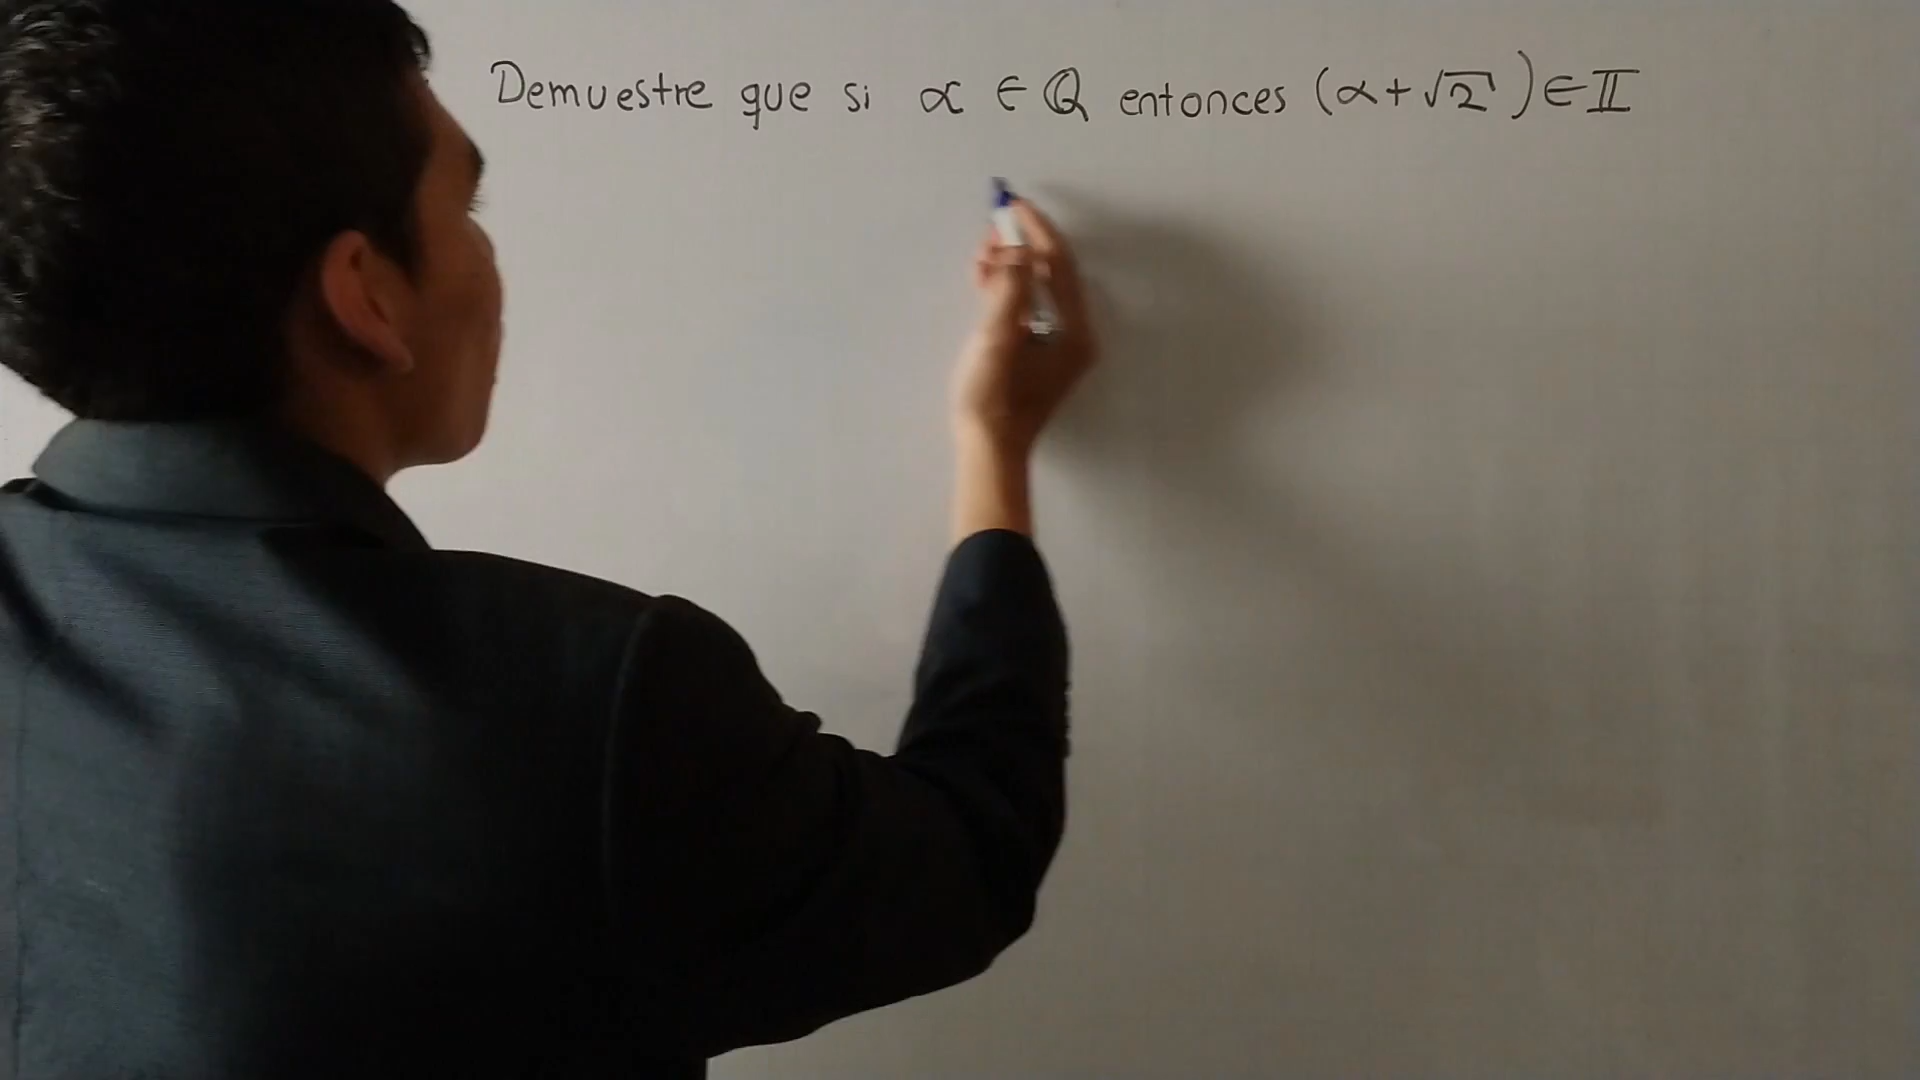 Demuestre que si α ∈ ℚ entonces (α+√2) ∈ 𝕀